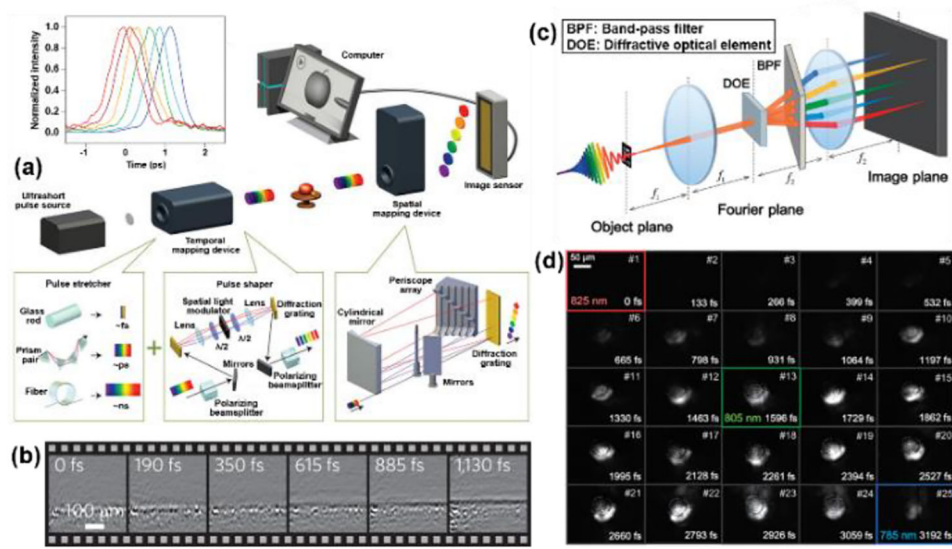 1.0
0.8
0.6
0.4
0.2
0.0
Normalized intensity
-1 0 1 2
Time (ps)
Computer
(a)
Ultrashort
pulse source
Temporal
mapping device
Spatial
mapping device
Image sensor
Pulse stretcher
Glass
rod
~fs
Prism
pair
~ps
Fiber
~ns
Pulse shaper
Spatial light
modulator
Lens
Diffraction
grating
Lens
λ/2
λ/2
Mirrors
Polarizing
beamsplitter
Polarizing
beamsplitter
Periscope
array
Cylindrical
mirror
Mirrors
Diffraction
grating
(b)
0 fs 190 fs 350 fs 615 fs 885 fs 1,130 fs
100 μm
(c)
BPF: Band-pass filter
DOE: Diffractive optical element
BPF
DOE
f1 f1 f2 f2
Object plane
Fourier plane
Image plane
(d)
50 μm #1 #2 #3 #4 #5
825 nm 0 fs 133 fs 266 fs 399 fs 532 fs
#6 #7 #8 #9 #10
665 fs 798 fs 931 fs 1064 fs 1197 fs
#11 #12 #13 #14 #15
1330 fs 1463 fs 805 nm 1596 fs 1729 fs 1862 fs
#16 #17 #18 #19 #20
1995 fs 2128 fs 2261 fs 2394 fs 2527 fs
#21 #22 #23 #24 #25
2660 fs 2793 fs 2926 fs 3059 fs 785 nm 3192 fs